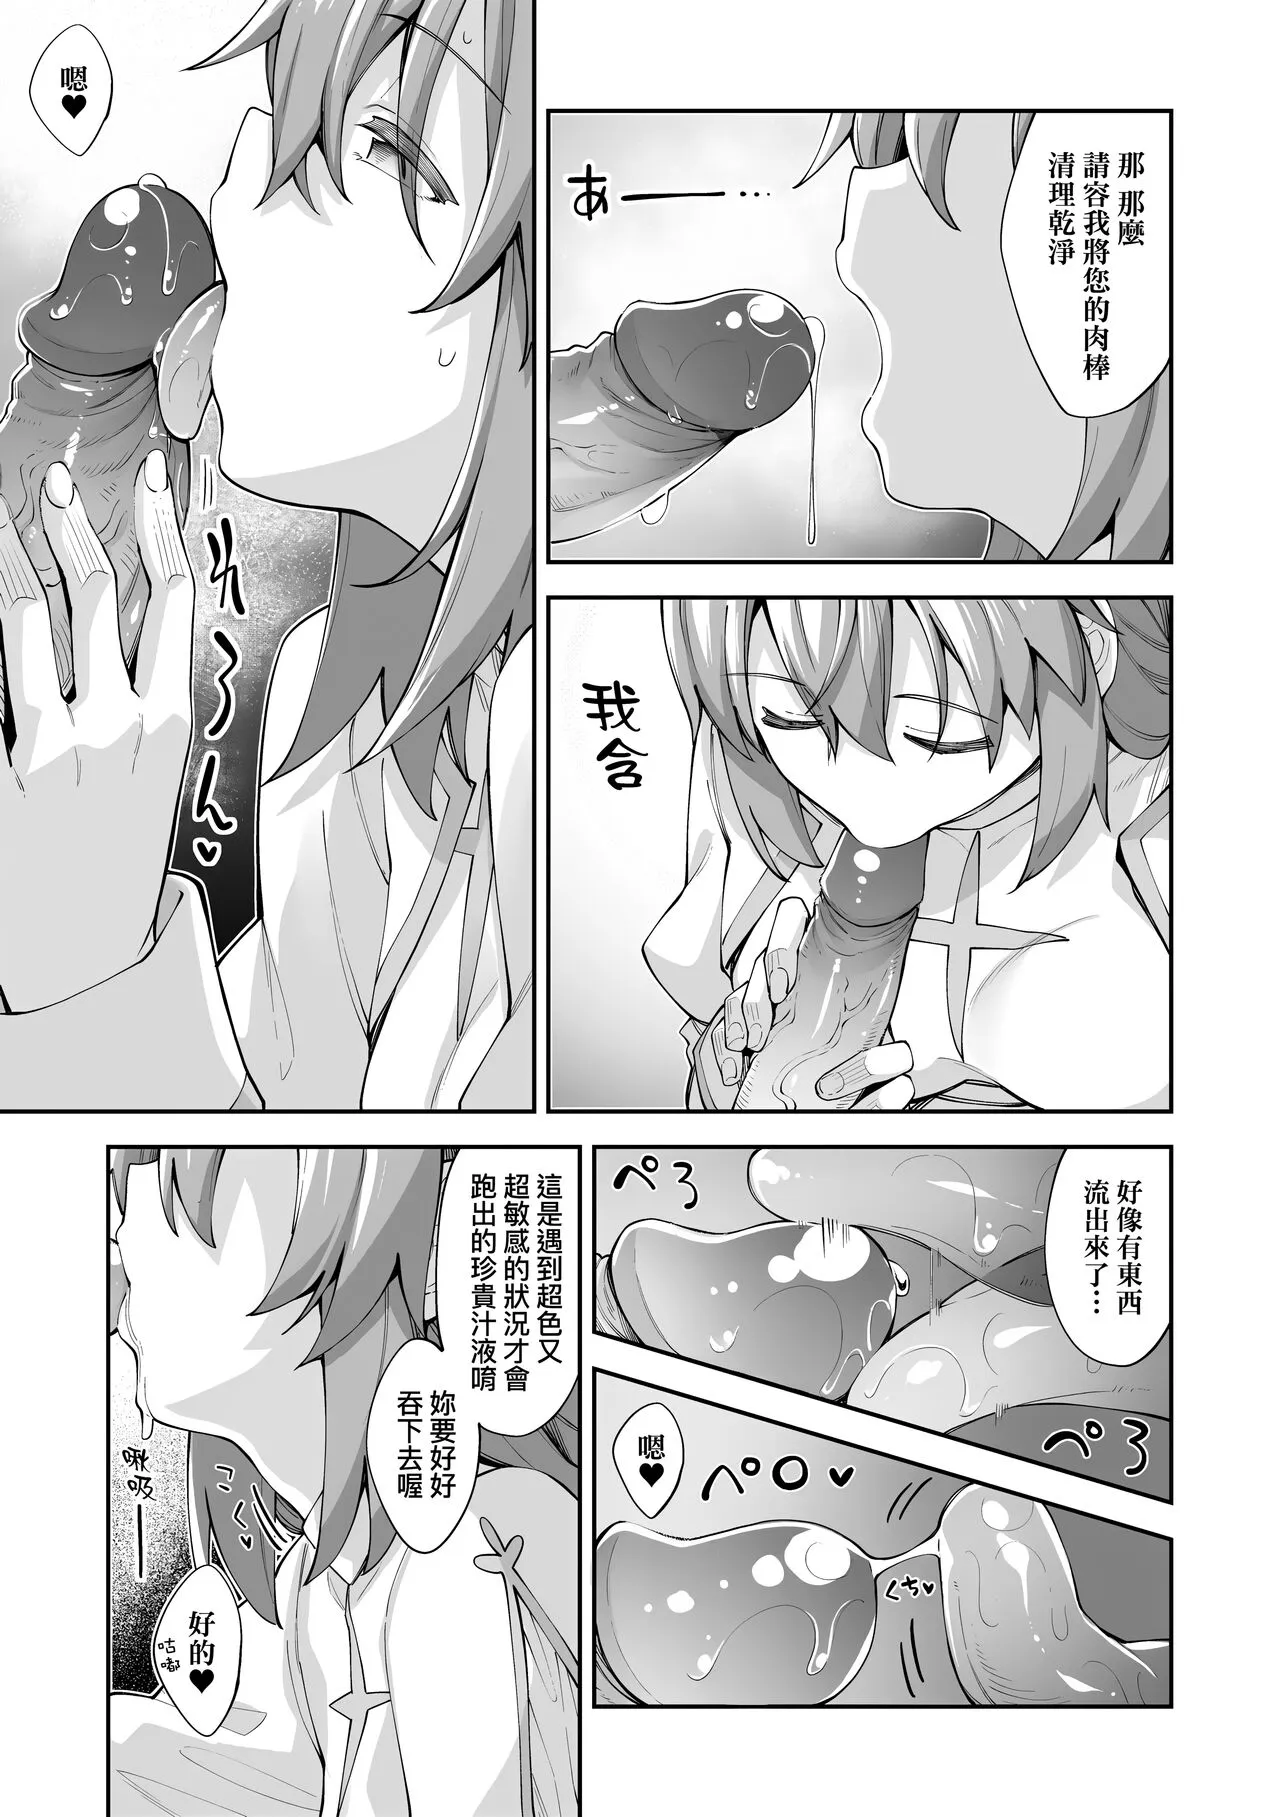 那 那麼
請容我將您的肉棒
清理乾淨
あー…
我含
嗯♥
れろ～ん♥
好像有東西
流出來了…
ぺろ
ぺろ
嗯♥
くち♥
這是遇到超色又
超敏感的狀況才會
跑出的珍貴汁液唷
妳要好好
吞下去喔
啾吸—
こく
こく♥
好的♥
咕嘟